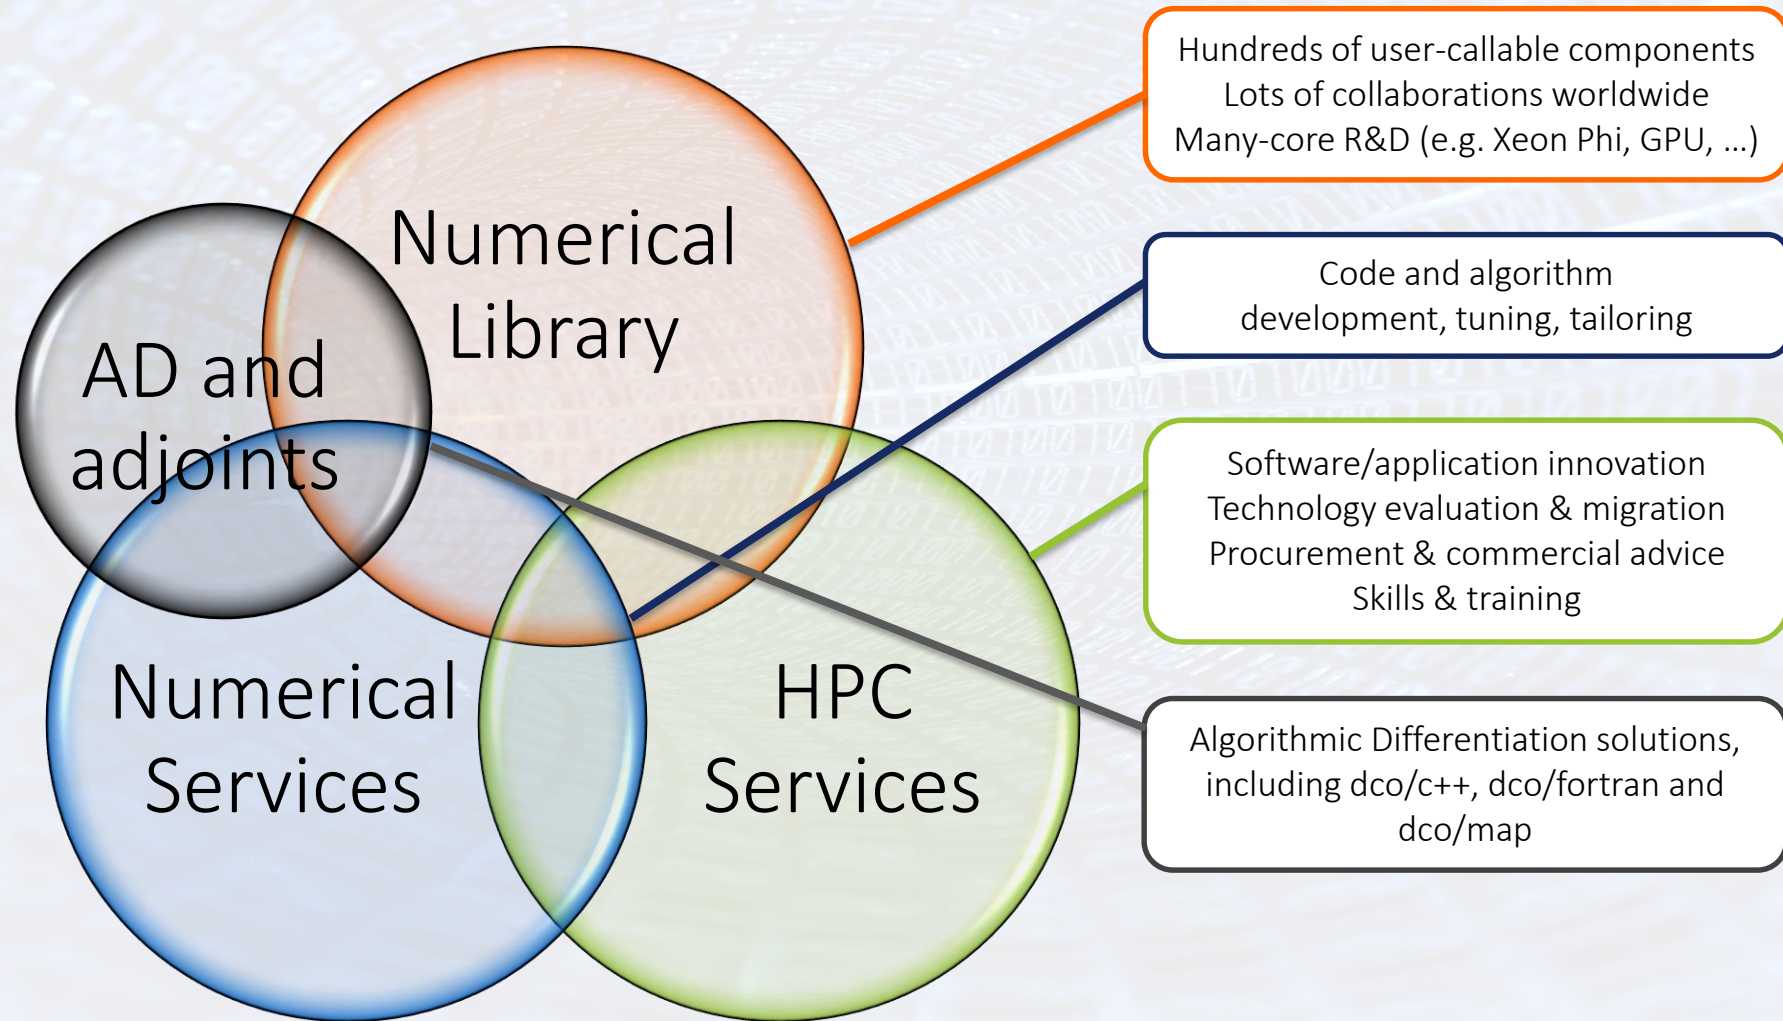 Numerical
Library
AD and
adjoints
Numerical
Services
HPC
Services
Hundreds of user-callable components
Lots of collaborations worldwide
Many-core R&D (e.g. Xeon Phi, GPU, ...)
Code and algorithm
development, tuning, tailoring
Software/application innovation
Technology evaluation & migration
Procurement & commercial advice
Skills & training
Algorithmic Differentiation solutions,
including dco/c++, dco/fortran and
dco/map